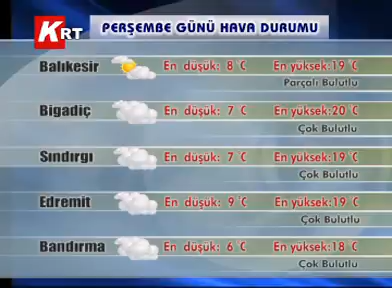 KRT PERŞEMBE GÜNÜ HAVA DURUMU
Balıkesir En düşük: 8 °C En yüksek:19 °C
Parçalı Bulutlu
Bigadiç En düşük: 7 °C En yüksek:20°C
Çok Bulutlu
Sındırgı En düşük: 7 °C En yüksek:19°C
Çok Bulutlu
Edremit En düşük: 9 °C En yüksek:19 °C
Çok Bulutlu
Bandırma En düşük: 6 °C En yüksek:18 °C
Çok Bulutlu